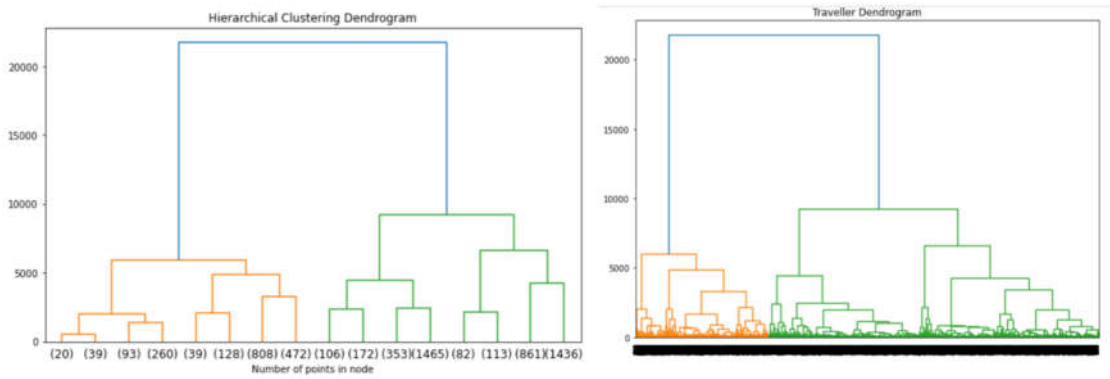 Hierarchical Clustering Dendrogram
20000
15000
10000
5000
0
(20) (39) (93) (260) (39) (128) (808) (472) (106) (172) (353)(1465) (82) (113) (861)(1436)
Number of points in node
Traveller Dendrogram
20000
15000
10000
5000
0